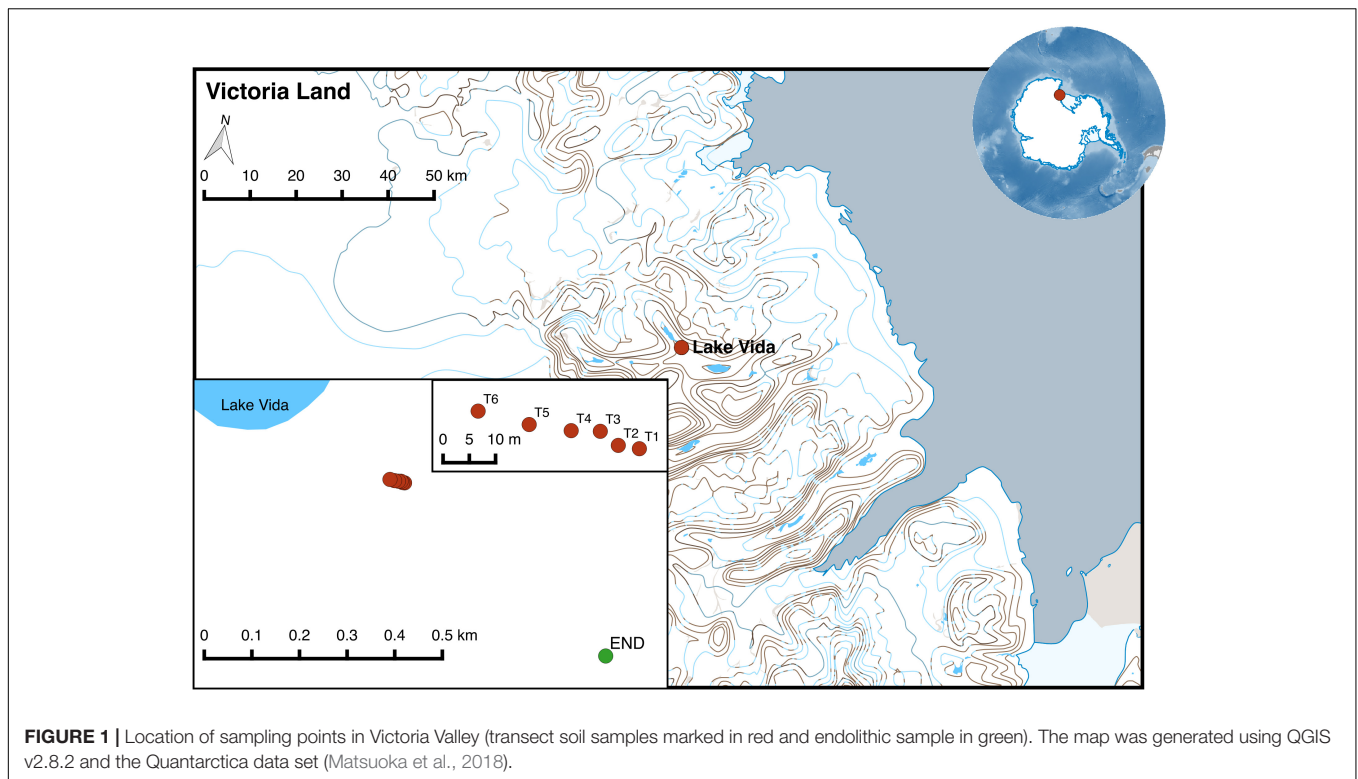 Victoria Land
N
0 10 20 30 40 50 km
Lake Vida
Lake Vida
T6
T5
T4
T3
T2
T1
0 5 10 m
0 0.1 0.2 0.3 0.4 0.5 km
END
FIGURE 1 | Location of sampling points in Victoria Valley (transect soil samples marked in red and endolithic sample in green). The map was generated using QGIS
v2.8.2 and the Quantarctica data set (Matsuoka et al., 2018).